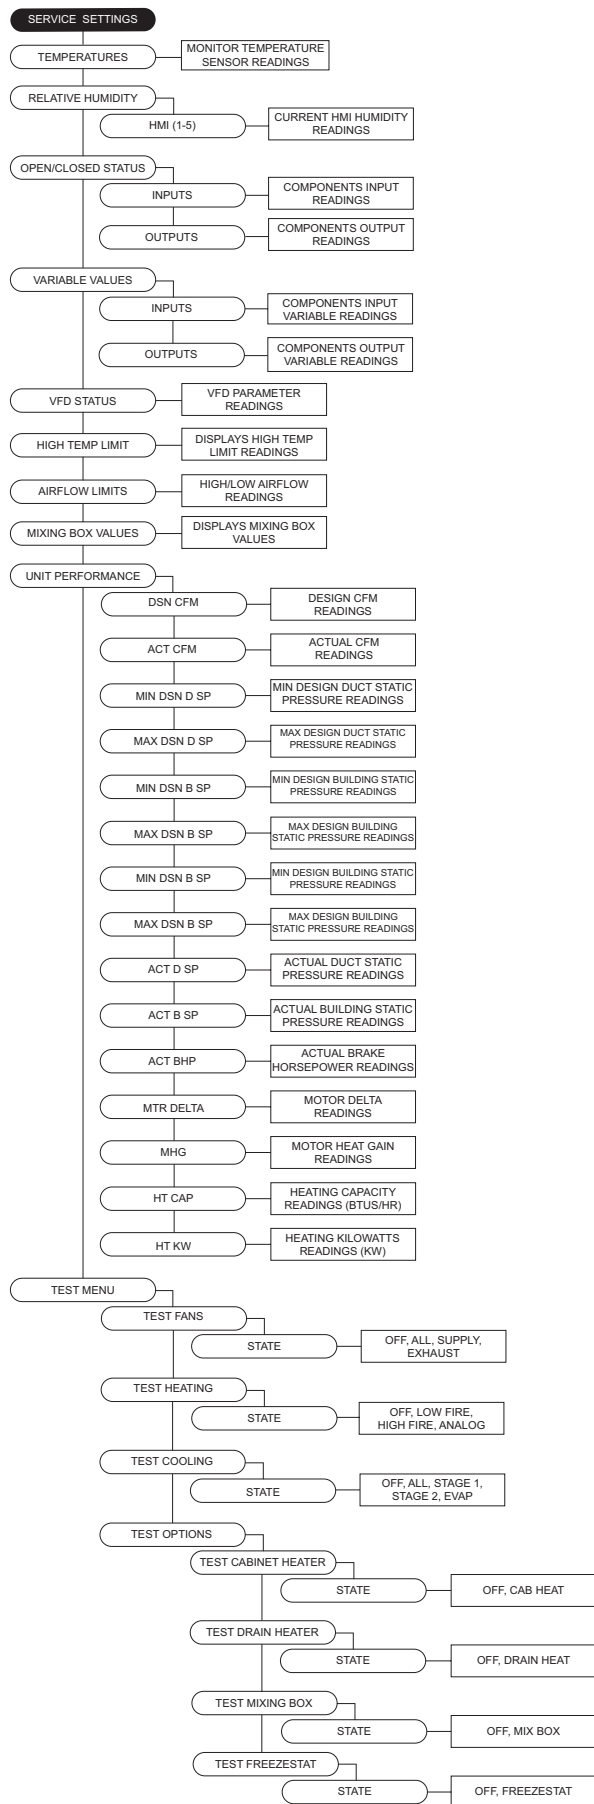 SERVICE SETTINGS
TEMPERATURES
MONITOR TEMPERATURE
SENSOR READINGS
RELATIVE HUMIDITY
HMI (1-5)
CURRENT HMI HUMIDITY
READINGS
OPEN/CLOSED STATUS
INPUTS
COMPONENTS INPUT
READINGS
OUTPUTS
COMPONENTS OUTPUT
READINGS
VARIABLE VALUES
INPUTS
COMPONENTS INPUT
VARIABLE READINGS
OUTPUTS
COMPONENTS OUTPUT
VARIABLE READINGS
VFD STATUS
VFD PARAMETER
READINGS
HIGH TEMP LIMIT
DISPLAYS HIGH TEMP
LIMIT READINGS
AIRFLOW LIMITS
HIGH/LOW AIRFLOW
READINGS
MIXING BOX VALUES
DISPLAYS MIXING BOX
VALUES
UNIT PERFORMANCE
DSN CFM
DESIGN CFM
READINGS
ACT CFM
ACTUAL CFM
READINGS
MIN DSN D SP
MIN DESIGN DUCT STATIC
PRESSURE READINGS
MAX DSN D SP
MAX DESIGN DUCT STATIC
PRESSURE READINGS
MIN DSN B SP
MIN DESIGN BUILDING STATIC
PRESSURE READINGS
MAX DSN B SP
MAX DESIGN BUILDING
STATIC PRESSURE READINGS
MIN DSN B SP
MIN DESIGN BUILDING STATIC
PRESSURE READINGS
MAX DSN B SP
MAX DESIGN BUILDING
STATIC PRESSURE READINGS
ACT D SP
ACTUAL DUCT STATIC
PRESSURE READINGS
ACT B SP
ACTUAL BUILDING STATIC
PRESSURE READINGS
ACT BHP
ACTUAL BRAKE
HORSEPOWER READINGS
MTR DELTA
MOTOR DELTA
READINGS
MHG
MOTOR HEAT GAIN
READINGS
HT CAP
HEATING CAPACITY
READINGS (BTUS/HR)
HT KW
HEATING KILOWATTS
READINGS (KW)
TEST MENU
TEST FANS
STATE
OFF, ALL, SUPPLY,
EXHAUST
TEST HEATING
STATE
OFF, LOW FIRE,
HIGH FIRE, ANALOG
TEST COOLING
STATE
OFF, ALL, STAGE 1,
STAGE 2, EVAP
TEST OPTIONS
TEST CABINET HEATER
STATE
OFF, CAB HEAT
TEST DRAIN HEATER
STATE
OFF, DRAIN HEAT
TEST MIXING BOX
STATE
OFF, MIX BOX
TEST FREEZESTAT
STATE
OFF, FREEZESTAT